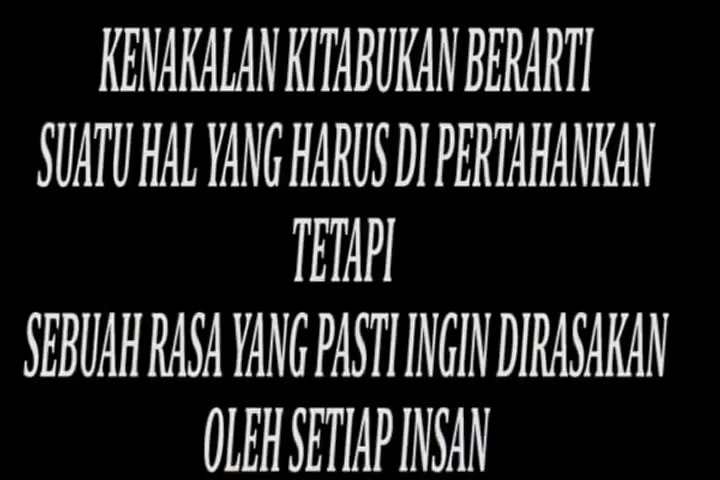 KENAKALAN KITABUKAN BERARTI
SUATU HAL YANG HARUS DI PERTAHANKAN
TETAPI
SEBUAH RASA YANG PASTI INGIN DIRASAKAN
OLEH SETIAP INSAN